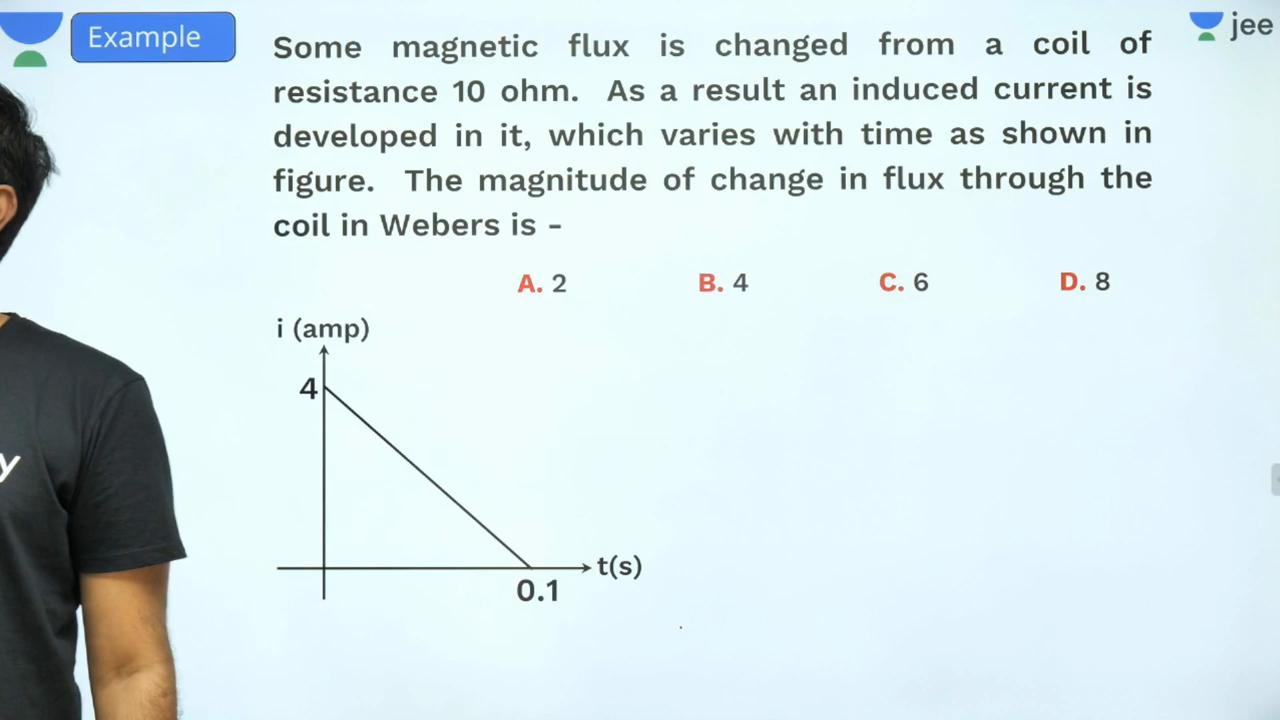 Example
jee
Some magnetic flux is changed from a coil of
resistance 10 ohm. As a result an induced current is
developed in it, which varies with time as shown in
figure. The magnitude of change in flux through the
coil in Webers is -
A. 2 B. 4 C. 6 D. 8
i (amp)
4
t(s)
0.1
y